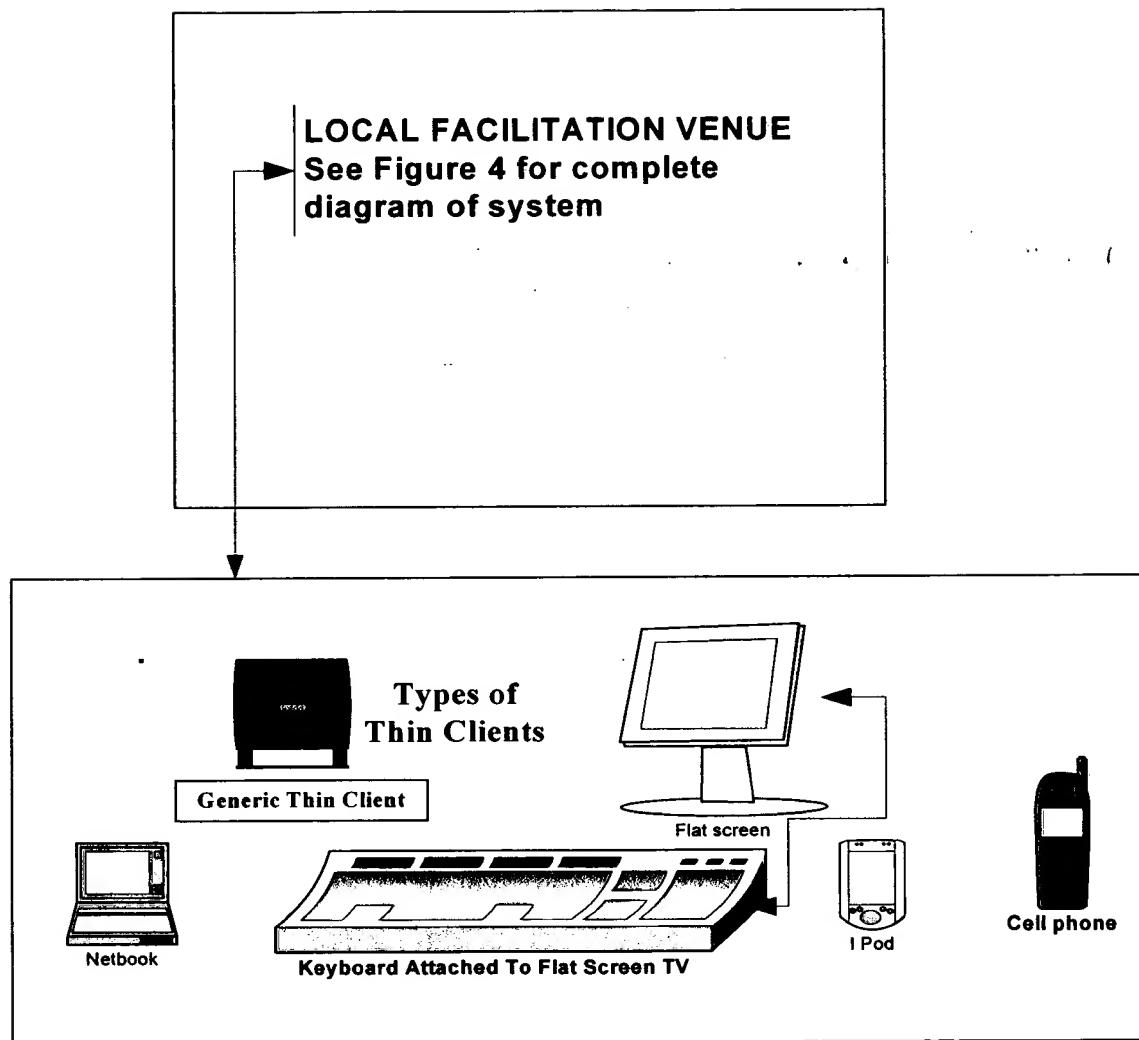 LOCAL FACILITATION VENUE
See Figure 4 for complete
diagram of system
Types of
Thin Clients
Generic Thin Client
Flat screen
Netbook
Keyboard Attached To Flat Screen TV
I Pod
Cell phone